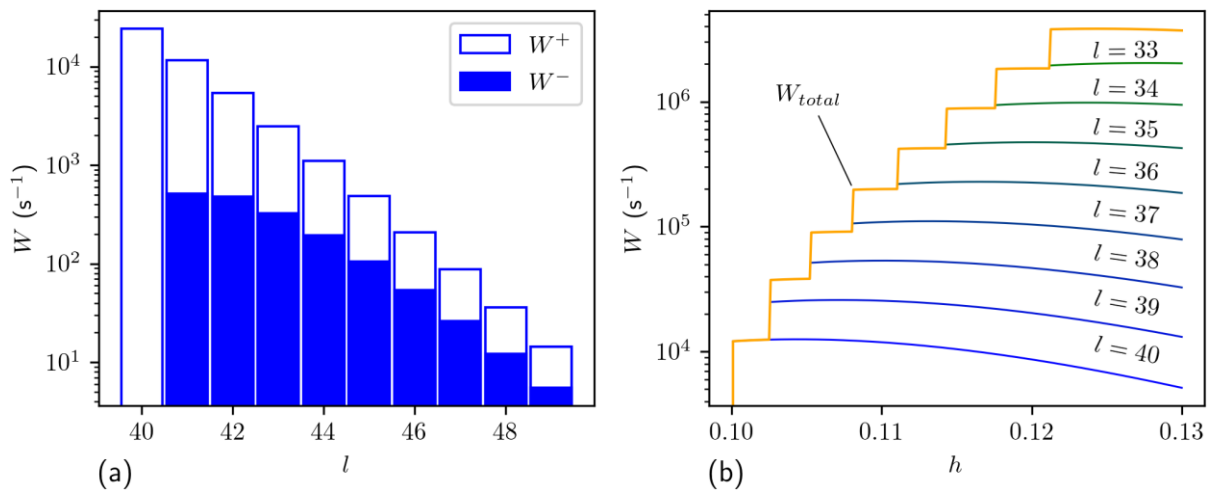 10⁴
10³
10²
10¹
W (s⁻¹)
W⁺
W⁻
40
42
44
46
48
l
(a)
10⁶
10⁵
10⁴
W (s⁻¹)
W_total
l = 33
l = 34
l = 35
l = 36
l = 37
l = 38
l = 39
l = 40
0.10
0.11
0.12
0.13
h
(b)